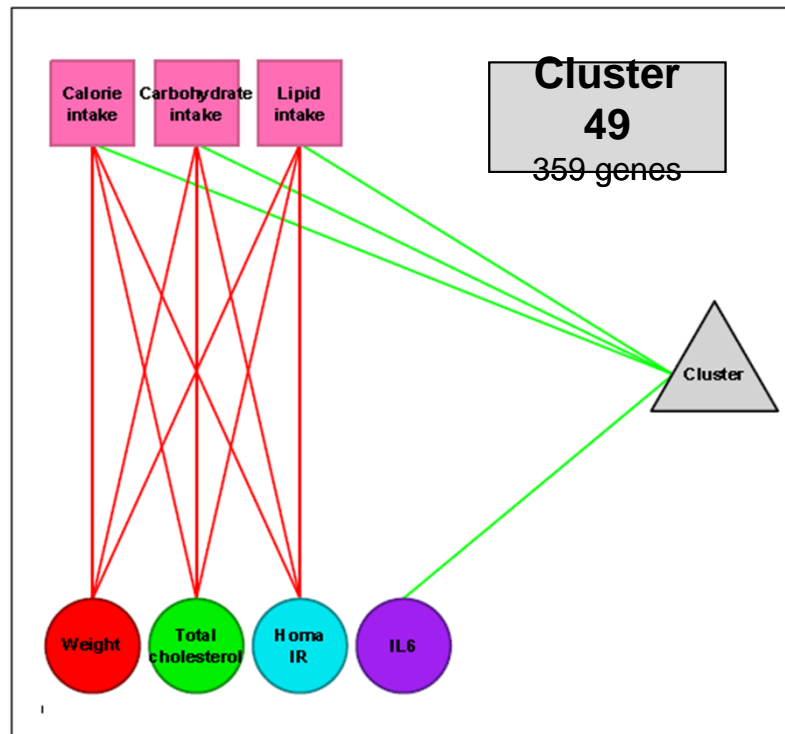 Calorie
intake
Carbohydrate
intake
Lipid
intake
Cluster
49
359 genes
Cluster
Weight
Total
cholesterol
Homa
IR
IL6